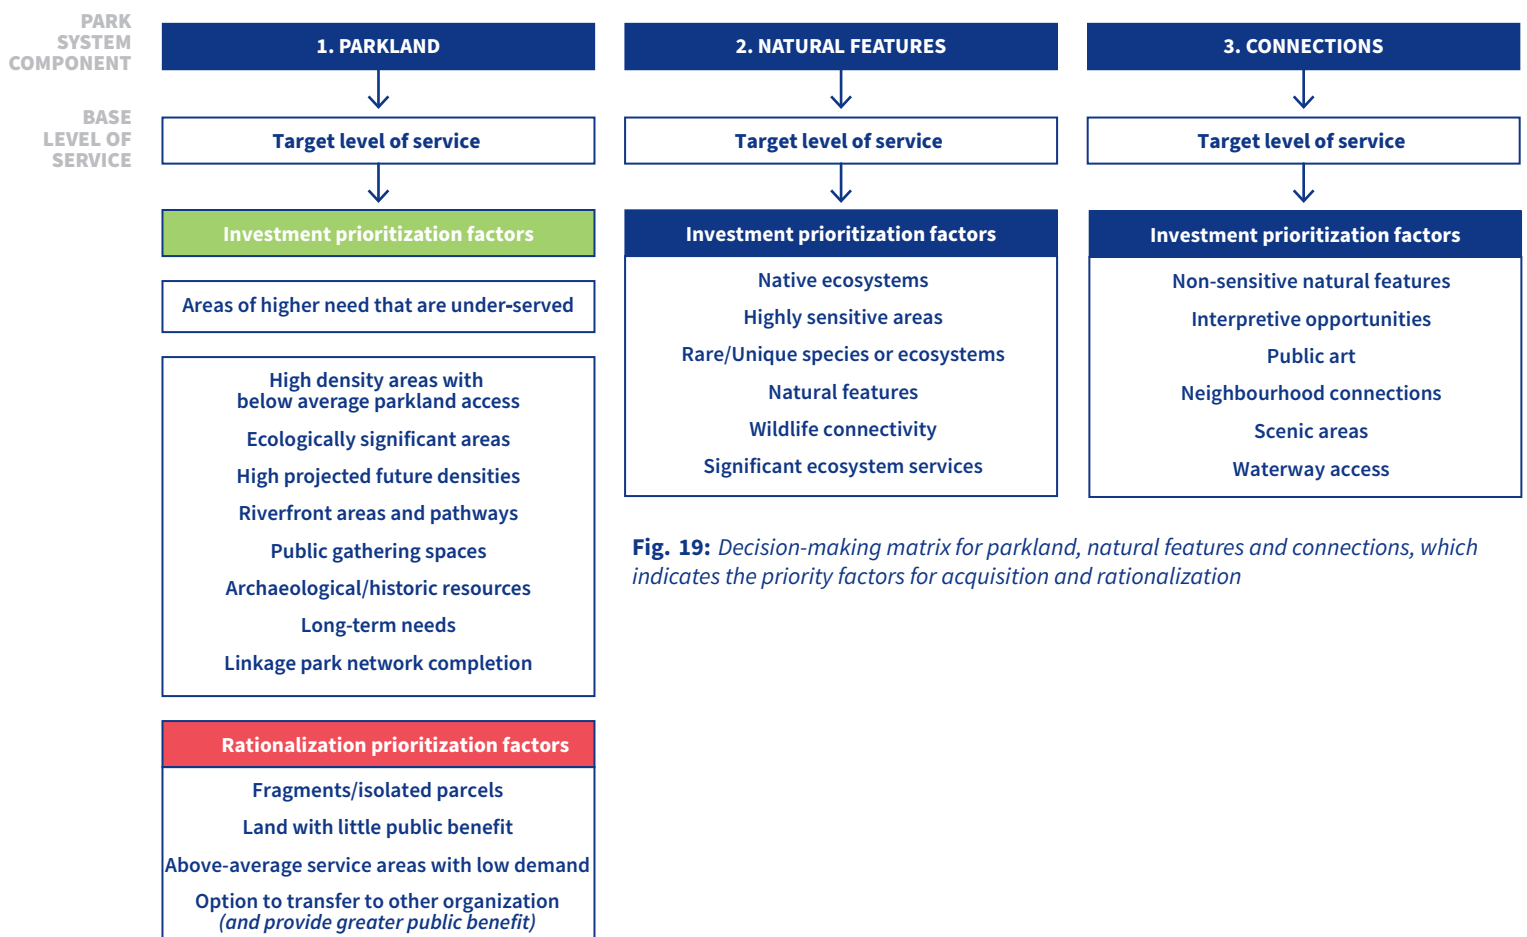 PARK
SYSTEM
COMPONENT
1. PARKLAND
2. NATURAL FEATURES
3. CONNECTIONS
BASE
LEVEL OF
SERVICE
Target level of service
Target level of service
Target level of service
Investment prioritization factors
Areas of higher need that are under-served
High density areas with
below average parkland access
Ecologically significant areas
High projected future densities
Riverfront areas and pathways
Public gathering spaces
Archaeological/historic resources
Long-term needs
Linkage park network completion
Rationalization prioritization factors
Fragments/isolated parcels
Land with little public benefit
Above-average service areas with low demand
Option to transfer to other organization
(and provide greater public benefit)
Investment prioritization factors
Native ecosystems
Highly sensitive areas
Rare/Unique species or ecosystems
Natural features
Wildlife connectivity
Significant ecosystem services
Investment prioritization factors
Non-sensitive natural features
Interpretive opportunities
Public art
Neighbourhood connections
Scenic areas
Waterway access
Fig. 19: Decision-making matrix for parkland, natural features and connections, which
indicates the priority factors for acquisition and rationalization